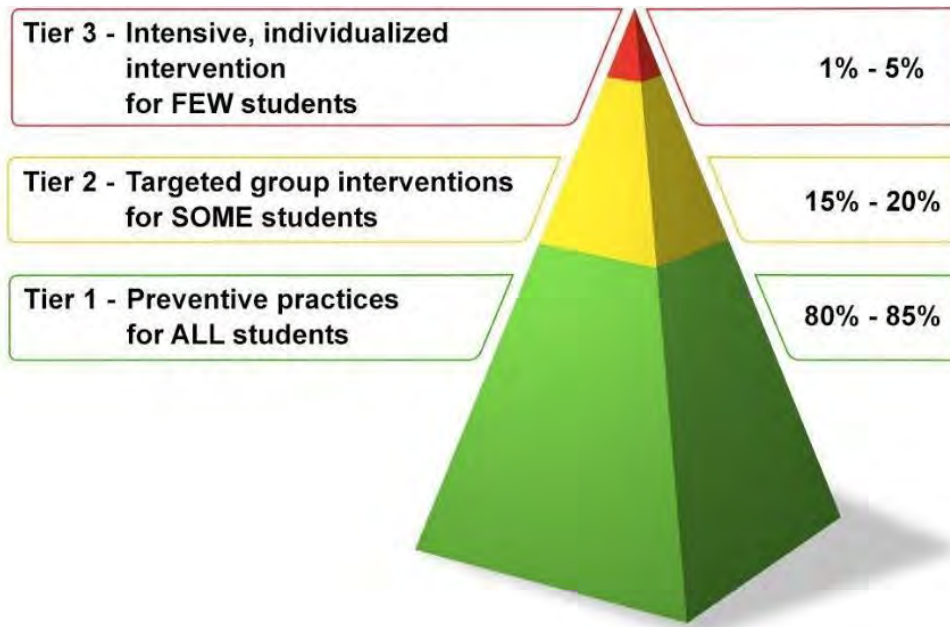 Tier 3 - Intensive, individualized
intervention
for FEW students
1% - 5%
Tier 2 - Targeted group interventions
for SOME students
15% - 20%
Tier 1 - Preventive practices
for ALL students
80% - 85%